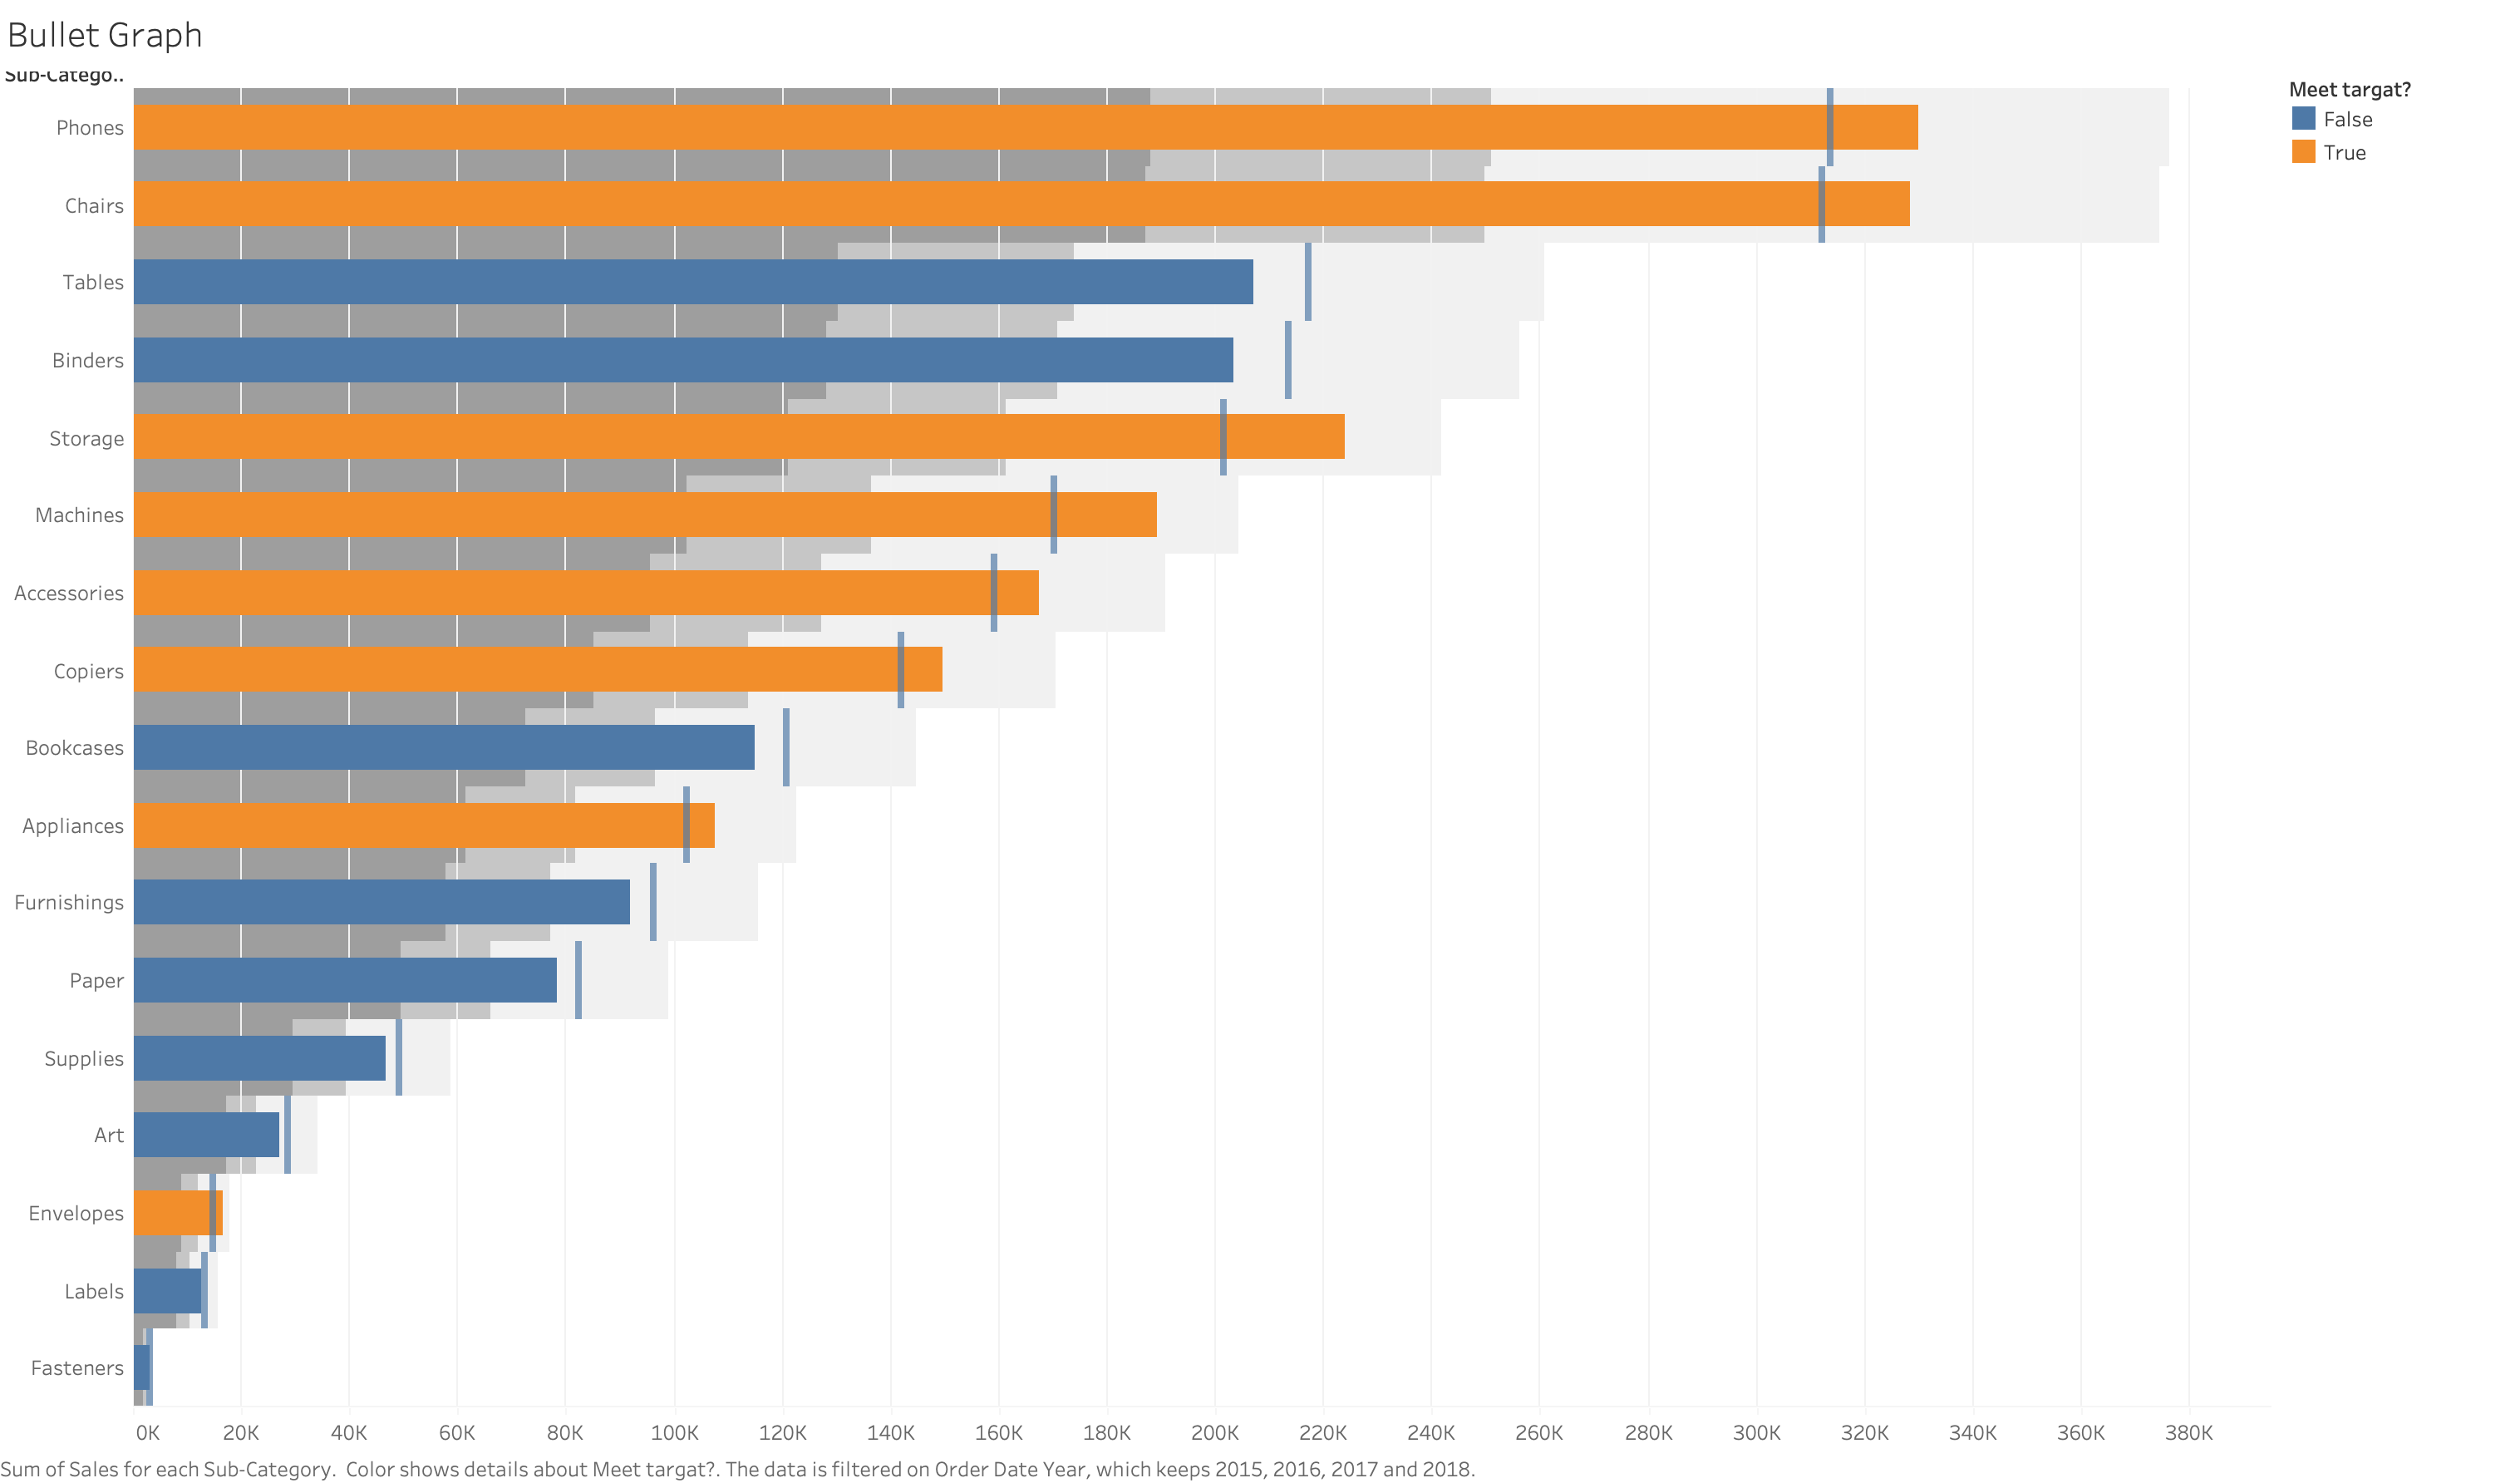 Bullet Graph
Sub-Catego..
Meet targat?
False
True
Phones
Chairs
Tables
Binders
Storage
Machines
Accessories
Copiers
Bookcases
Appliances
Furnishings
Paper
Supplies
Art
Envelopes
Labels
Fasteners
0K 20K 40K 60K 80K 100K 120K 140K 160K 180K 200K 220K 240K 260K 280K 300K 320K 340K 360K 380K
Sum of Sales for each Sub-Category.  Color shows details about Meet targat?. The data is filtered on Order Date Year, which keeps 2015, 2016, 2017 and 2018.